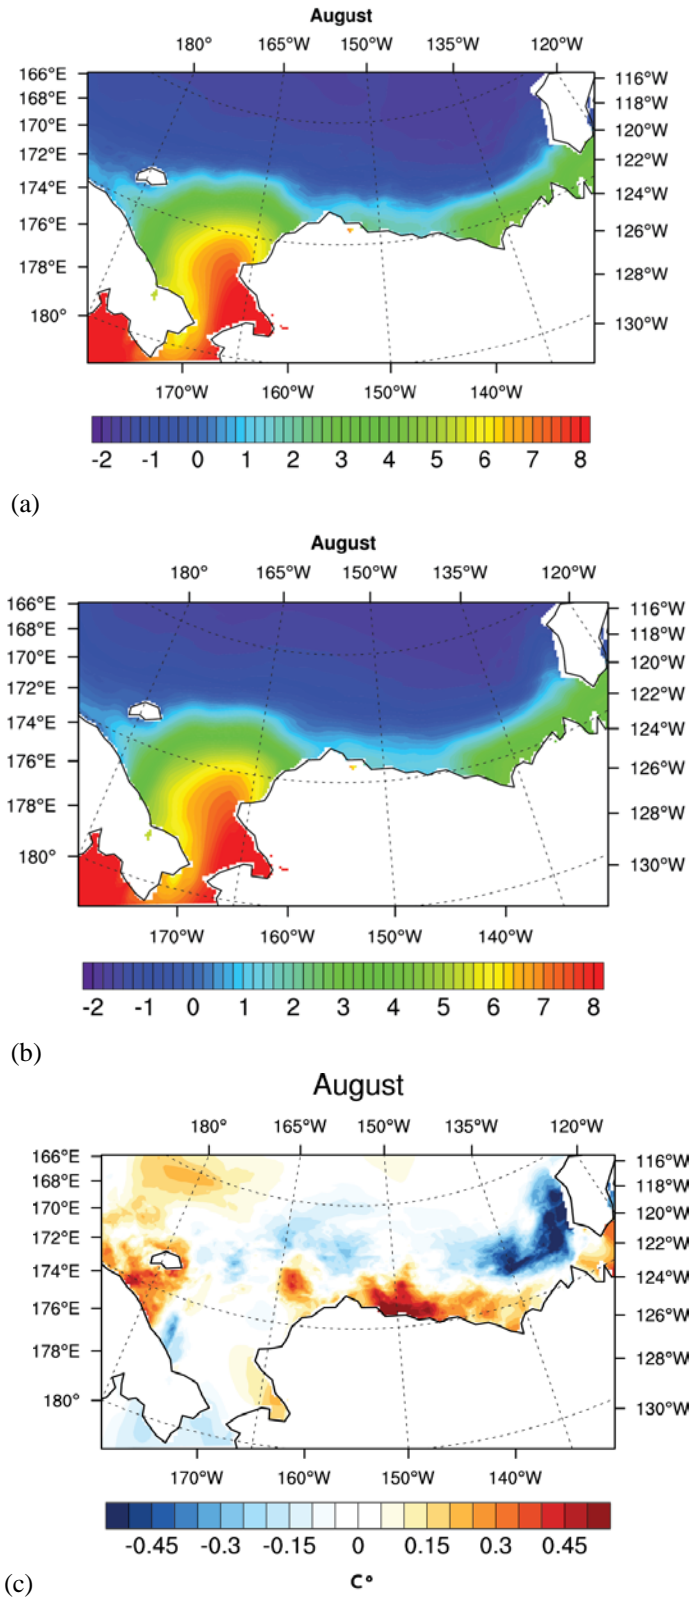 August
180° 165°W 150°W 135°W 120°W
166°E 116°W
168°E 118°W
170°E 120°W
172°E 122°W
174°E 124°W
176°E 126°W
178°E 128°W
180° 130°W
170°W 160°W 150°W 140°W
-2 -1 0 1 2 3 4 5 6 7 8
(a)
August
180° 165°W 150°W 135°W 120°W
166°E 116°W
168°E 118°W
170°E 120°W
172°E 122°W
174°E 124°W
176°E 126°W
178°E 128°W
180° 130°W
170°W 160°W 150°W 140°W
-2 -1 0 1 2 3 4 5 6 7 8
(b)
August
180° 165°W 150°W 135°W 120°W
166°E 116°W
168°E 118°W
170°E 120°W
172°E 122°W
174°E 124°W
176°E 126°W
178°E 128°W
180° 130°W
170°W 160°W 150°W 140°W
-0.45 -0.3 -0.15 0 0.15 0.3 0.45
(c) C°